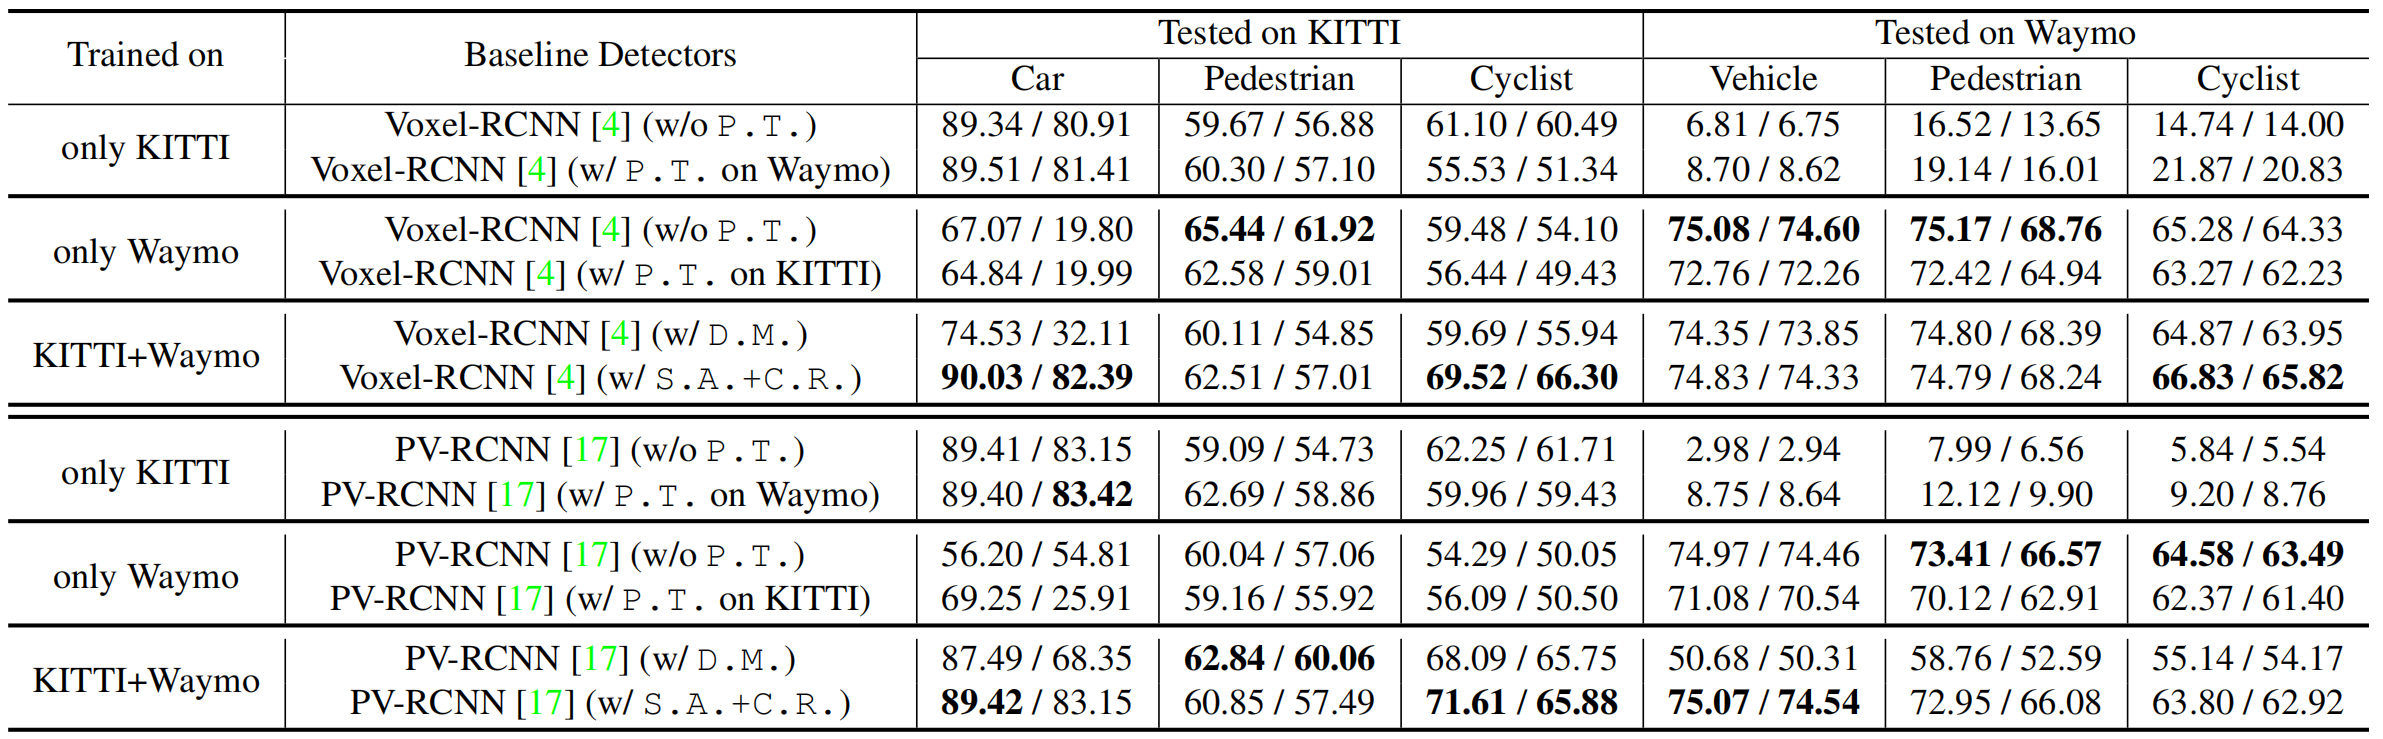 Trained on Baseline Detectors Tested on KITTI Tested on Waymo
Car Pedestrian Cyclist Vehicle Pedestrian Cyclist
only KITTI Voxel-RCNN [4] (w/o P.T.) 89.34 / 80.91 59.67 / 56.88 61.10 / 60.49 6.81 / 6.75 16.52 / 13.65 14.74 / 14.00
Voxel-RCNN [4] (w/ P.T. on Waymo) 89.51 / 81.41 60.30 / 57.10 55.53 / 51.34 8.70 / 8.62 19.14 / 16.01 21.87 / 20.83
only Waymo Voxel-RCNN [4] (w/o P.T.) 67.07 / 19.80 65.44 / 61.92 59.48 / 54.10 75.08 / 74.60 75.17 / 68.76 65.28 / 64.33
Voxel-RCNN [4] (w/ P.T. on KITTI) 64.84 / 19.99 62.58 / 59.01 56.44 / 49.43 72.76 / 72.26 72.42 / 64.94 63.27 / 62.23
KITTI+Waymo Voxel-RCNN [4] (w/ D.M.) 74.53 / 32.11 60.11 / 54.85 59.69 / 55.94 74.35 / 73.85 74.80 / 68.39 64.87 / 63.95
Voxel-RCNN [4] (w/ S.A.+C.R.) 90.03 / 82.39 62.51 / 57.01 69.52 / 66.30 74.83 / 74.33 74.79 / 68.24 66.83 / 65.82
only KITTI PV-RCNN [17] (w/o P.T.) 89.41 / 83.15 59.09 / 54.73 62.25 / 61.71 2.98 / 2.94 7.99 / 6.56 5.84 / 5.54
PV-RCNN [17] (w/ P.T. on Waymo) 89.40 / 83.42 62.69 / 58.86 59.96 / 59.43 8.75 / 8.64 12.12 / 9.90 9.20 / 8.76
only Waymo PV-RCNN [17] (w/o P.T.) 56.20 / 54.81 60.04 / 57.06 54.29 / 50.05 74.97 / 74.46 73.41 / 66.57 64.58 / 63.49
PV-RCNN [17] (w/ P.T. on KITTI) 69.25 / 25.91 59.16 / 55.92 56.09 / 50.50 71.08 / 70.54 70.12 / 62.91 62.37 / 61.40
KITTI+Waymo PV-RCNN [17] (w/ D.M.) 87.49 / 68.35 62.84 / 60.06 68.09 / 65.75 50.68 / 50.31 58.76 / 52.59 55.14 / 54.17
PV-RCNN [17] (w/ S.A.+C.R.) 89.42 / 83.15 60.85 / 57.49 71.61 / 65.88 75.07 / 74.54 72.95 / 66.08 63.80 / 62.92